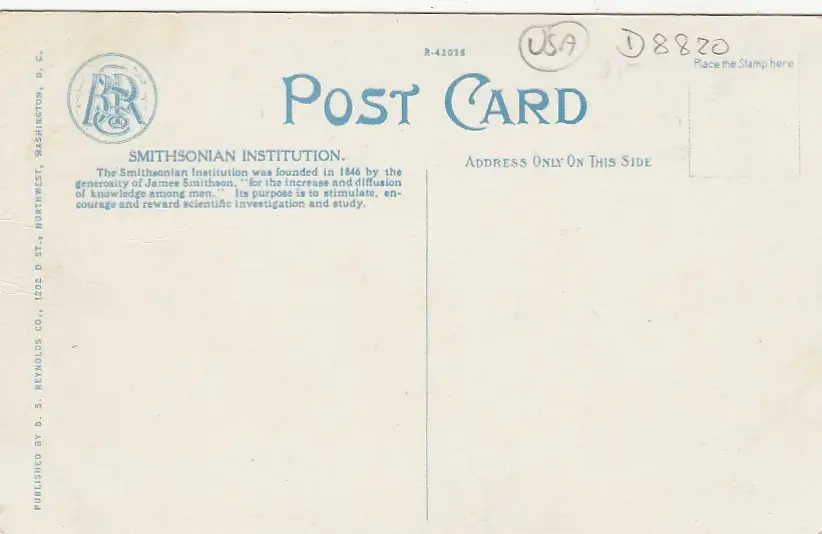 R-42036
USA D8820
Place the Stamp here
POST CARD
SMITHSONIAN INSTITUTION.
The Smithsonian Institution was founded in 1846 by the
generosity of James Smithson, "for the increase and diffusion
of knowledge among men." Its purpose is to stimulate, en-
courage and reward scientific investigation and study.
ADDRESS ONLY ON THIS SIDE
PUBLISHED BY B. S. REYNOLDS CO., 1202 D ST., NORTHWEST, WASHINGTON, D. C.